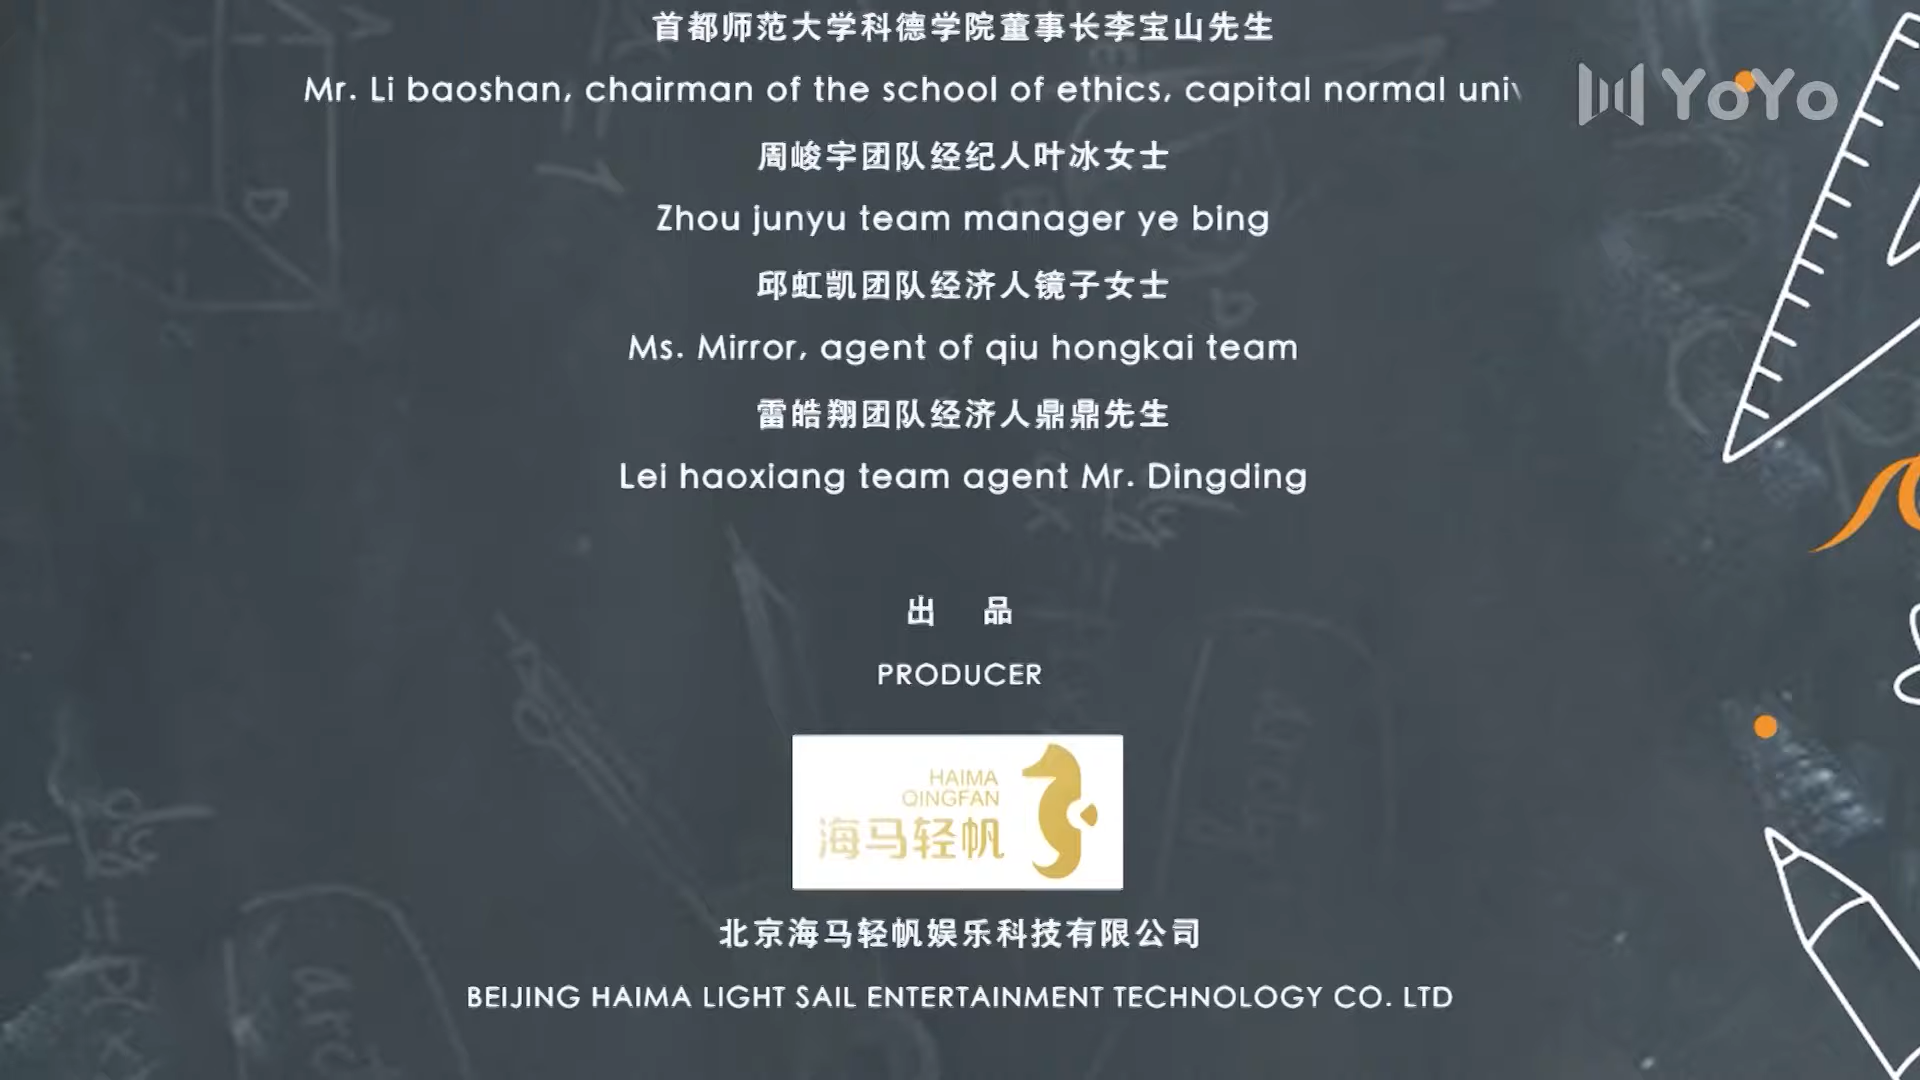 首都师范大学科德学院董事长李宝山先生
Mr. Li baoshan, chairman of the school of ethics, capital normal univ
YoYo
周峻宇团队经纪人叶冰女士
Zhou junyu team manager ye bing
邱虹凯团队经济人镜子女士
Ms. Mirror, agent of qiu hongkai team
雷皓翔团队经济人鼎鼎先生
Lei haoxiang team agent Mr. Dingding
出 品
PRODUCER
HAIMA
QINGFAN
海马轻帆
北京海马轻帆娱乐科技有限公司
BEIJING HAIMA LIGHT SAIL ENTERTAINMENT TECHNOLOGY CO. LTD